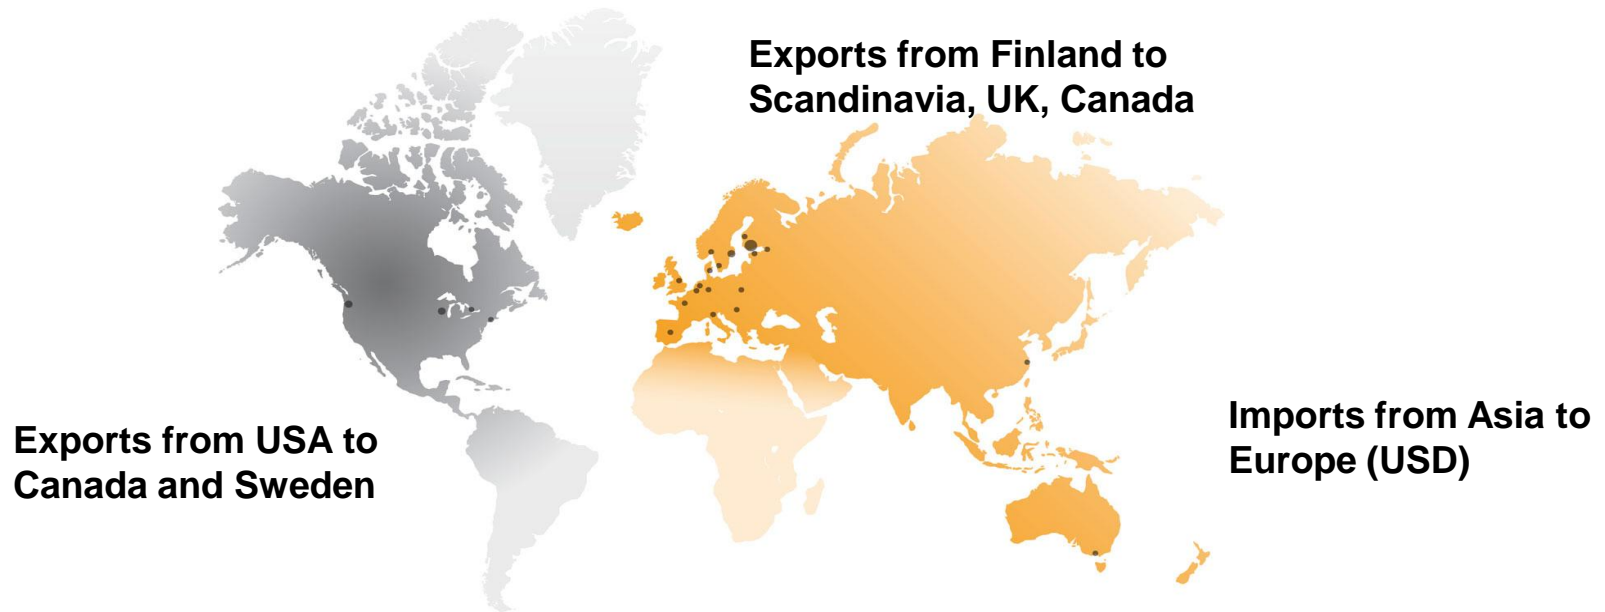 Exports from Finland to
Scandinavia, UK, Canada
Exports from USA to
Canada and Sweden
Imports from Asia to
Europe (USD)